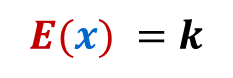 E(x) = k